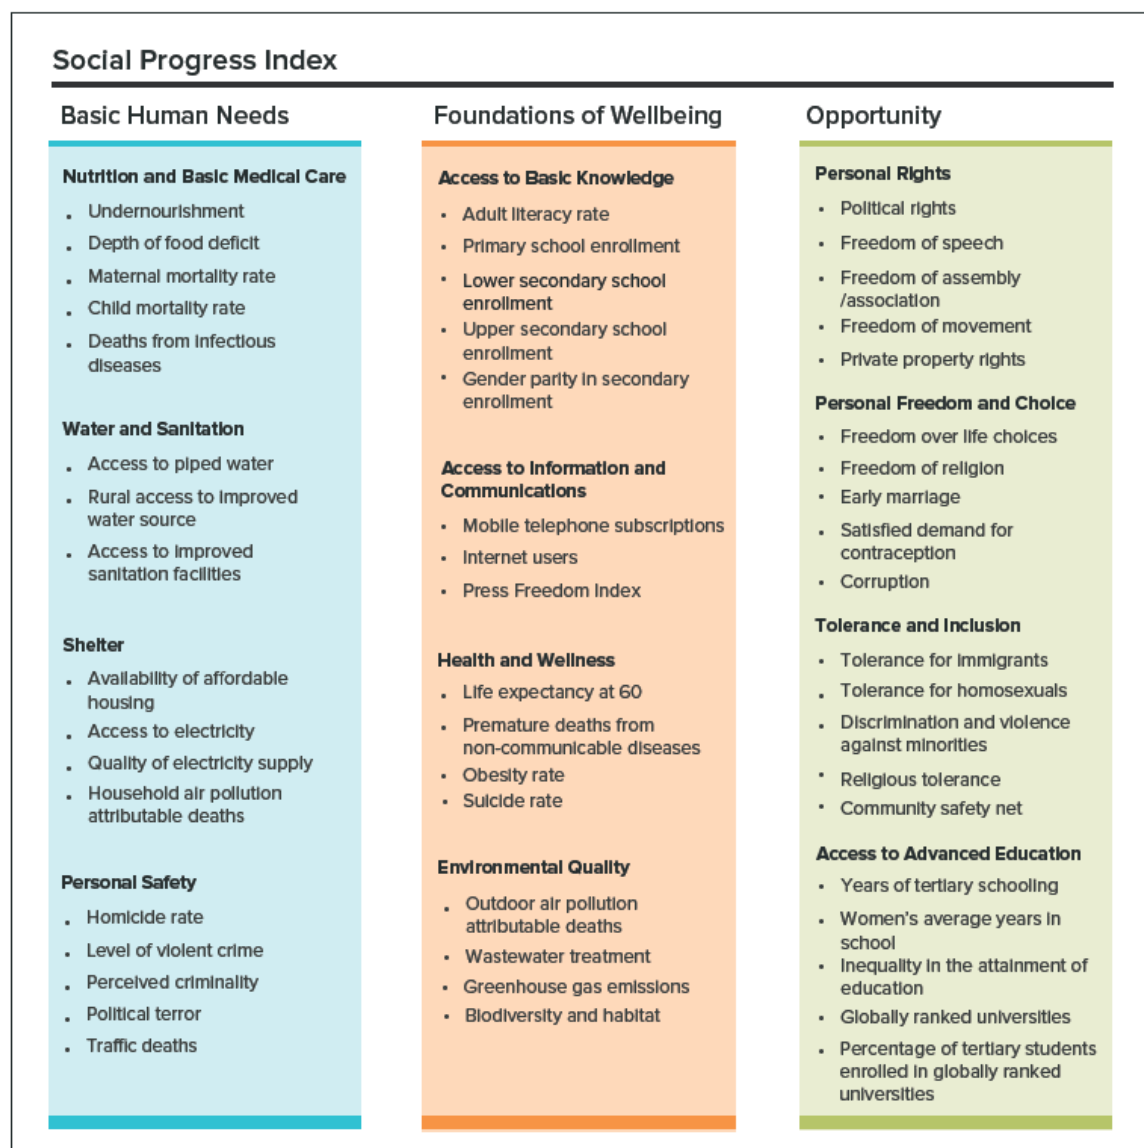 Social Progress Index
Basic Human Needs
Nutrition and Basic Medical Care
• Undernourishment
• Depth of food deficit
• Maternal mortality rate
• Child mortality rate
• Deaths from infectious
diseases
Water and Sanitation
• Access to piped water
• Rural access to improved
water source
• Access to improved
sanitation facilities
Shelter
• Availability of affordable
housing
• Access to electricity
• Quality of electricity supply
• Household air pollution
attributable deaths
Personal Safety
• Homicide rate
• Level of violent crime
• Perceived criminality
• Political terror
• Traffic deaths
Foundations of Wellbeing
Access to Basic Knowledge
• Adult literacy rate
• Primary school enrollment
• Lower secondary school
enrollment
• Upper secondary school
enrollment
• Gender parity in secondary
enrollment
Access to Information and
Communications
• Mobile telephone subscriptions
• Internet users
• Press Freedom Index
Health and Wellness
• Life expectancy at 60
• Premature deaths from
non-communicable diseases
• Obesity rate
• Suicide rate
Environmental Quality
• Outdoor air pollution
attributable deaths
• Wastewater treatment
• Greenhouse gas emissions
• Biodiversity and habitat
Opportunity
Personal Rights
• Political rights
• Freedom of speech
• Freedom of assembly
/association
• Freedom of movement
• Private property rights
Personal Freedom and Choice
• Freedom over life choices
• Freedom of religion
• Early marriage
• Satisfied demand for
contraception
• Corruption
Tolerance and Inclusion
• Tolerance for immigrants
• Tolerance for homosexuals
• Discrimination and violence
against minorities
• Religious tolerance
• Community safety net
Access to Advanced Education
• Years of tertiary schooling
• Women's average years in
school
• Inequality in the attainment of
education
• Globally ranked universities
• Percentage of tertiary students
enrolled in globally ranked
universities